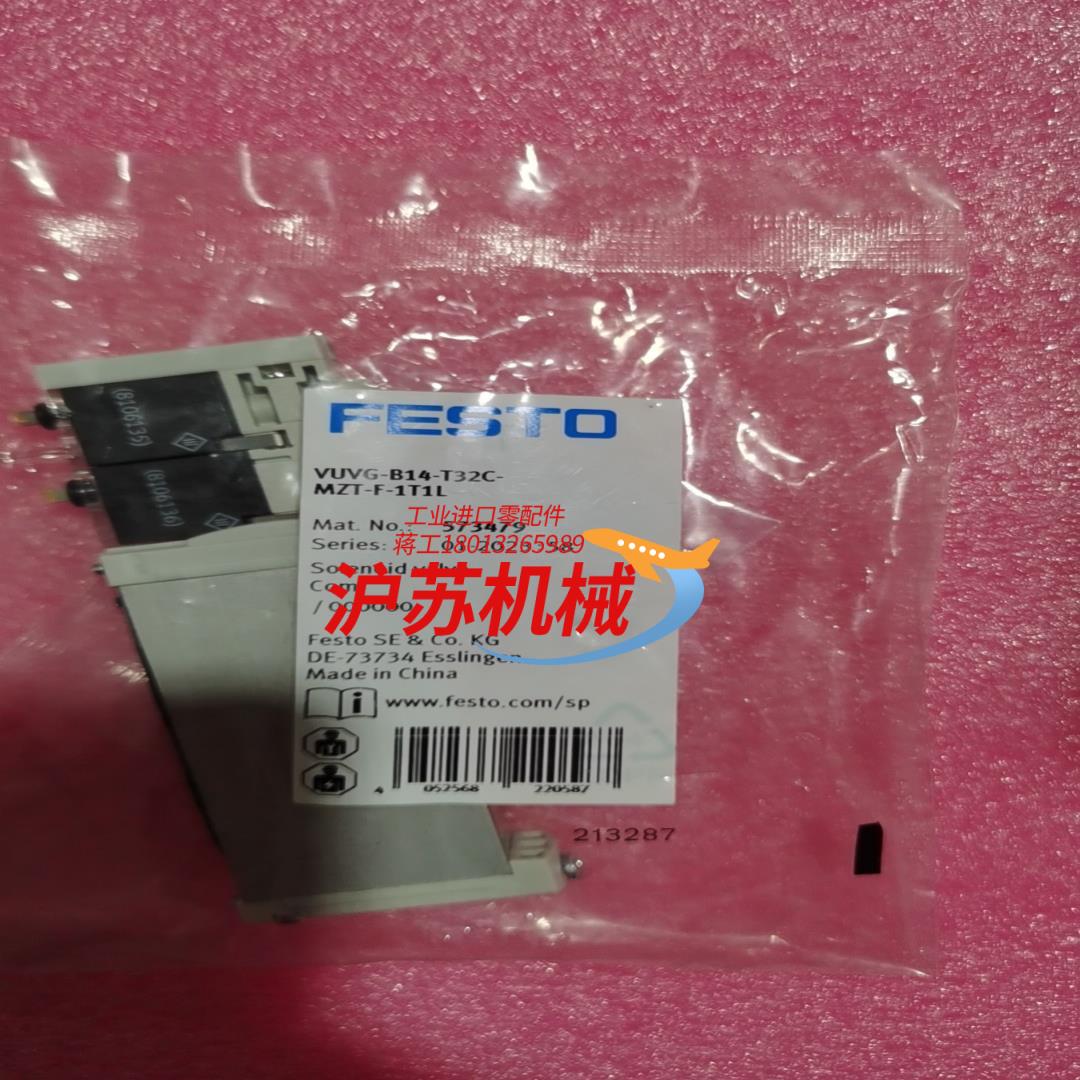 (8106135)
(8106136)
FESTO
VUVG-B14-T32C-
MZT-F-1T1L
工业进口零配件
Mat. No.: 573479
蒋工18013265989
Series:
Solenoid valve
沪苏机械
Festo SE & Co. KG
DE-73734 Esslingen
Made in China
www.festo.com/sp
4 052568 220587
213287